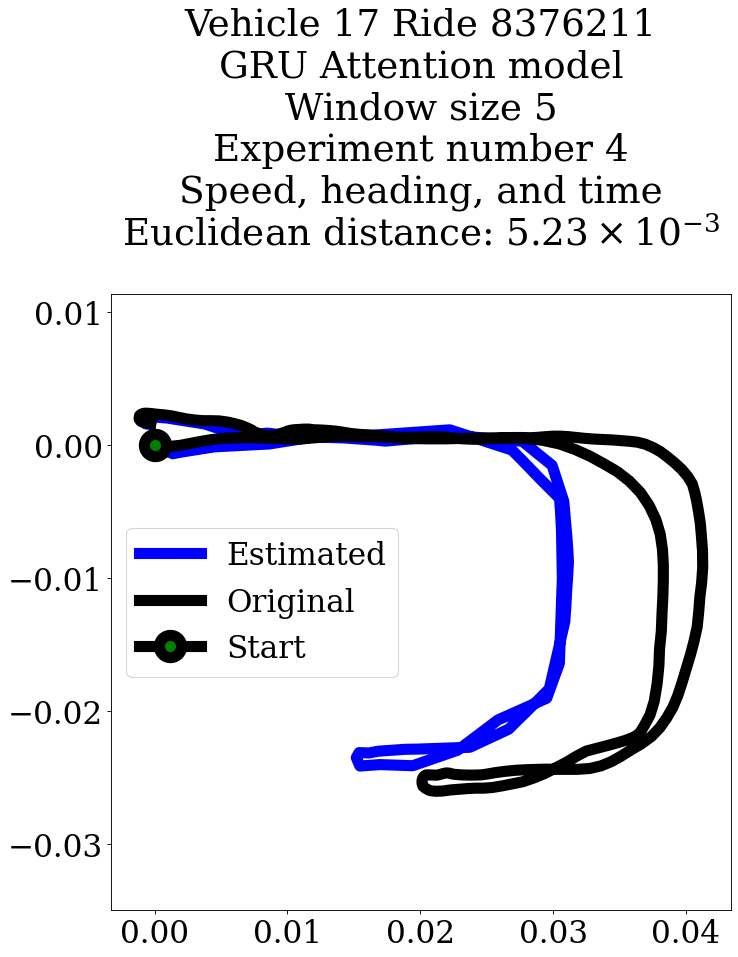 Vehicle 17 Ride 8376211
GRU Attention model
Window size 5
Experiment number 4
Speed, heading, and time
Euclidean distance: 5.23 × 10⁻³
0.01
0.00
−0.01
−0.02
−0.03
Estimated
Original
Start
0.00 0.01 0.02 0.03 0.04